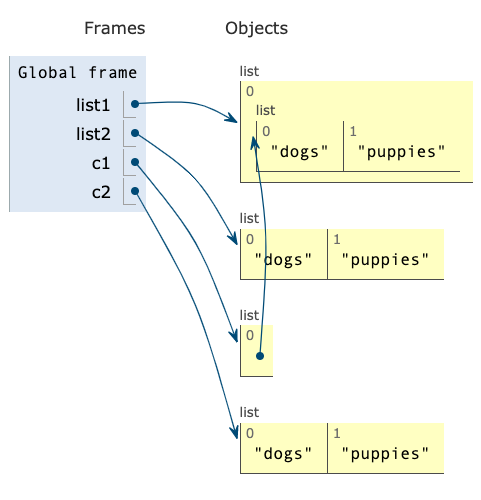 Frames Objects
Global frame
list1
list2
c1
c2
list
0
list
0 1
"dogs" "puppies"
list
0 1
"dogs" "puppies"
list
0
list
0 1
"dogs" "puppies"